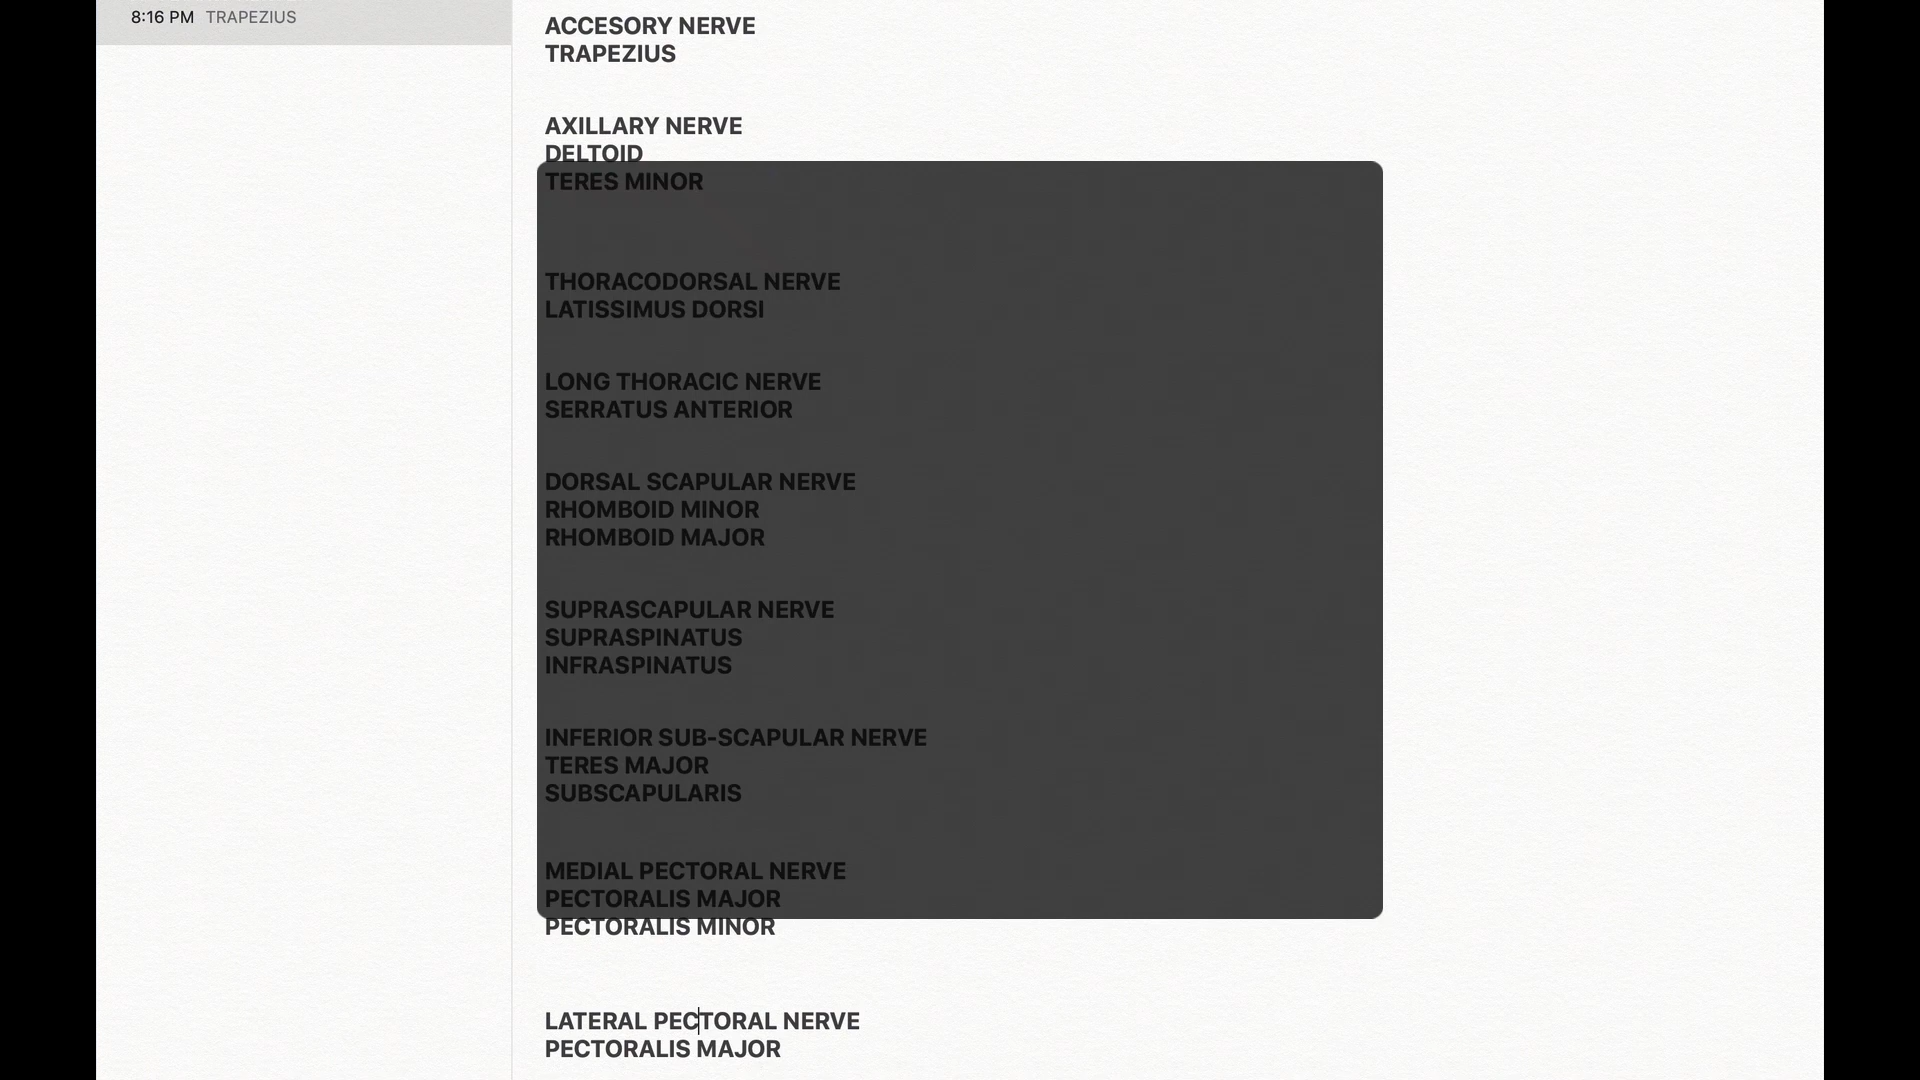 8:16 PM TRAPEZIUS
ACCESORY NERVE
TRAPEZIUS
AXILLARY NERVE
DELTOID
TERES MINOR
THORACODORSAL NERVE
LATISSIMUS DORSI
LONG THORACIC NERVE
SERRATUS ANTERIOR
DORSAL SCAPULAR NERVE
RHOMBOID MINOR
RHOMBOID MAJOR
SUPRASCAPULAR NERVE
SUPRASPINATUS
INFRASPINATUS
INFERIOR SUB-SCAPULAR NERVE
TERES MAJOR
SUBSCAPULARIS
MEDIAL PECTORAL NERVE
PECTORALIS MAJOR
PECTORALIS MINOR
LATERAL PECTORAL NERVE
PECTORALIS MAJOR